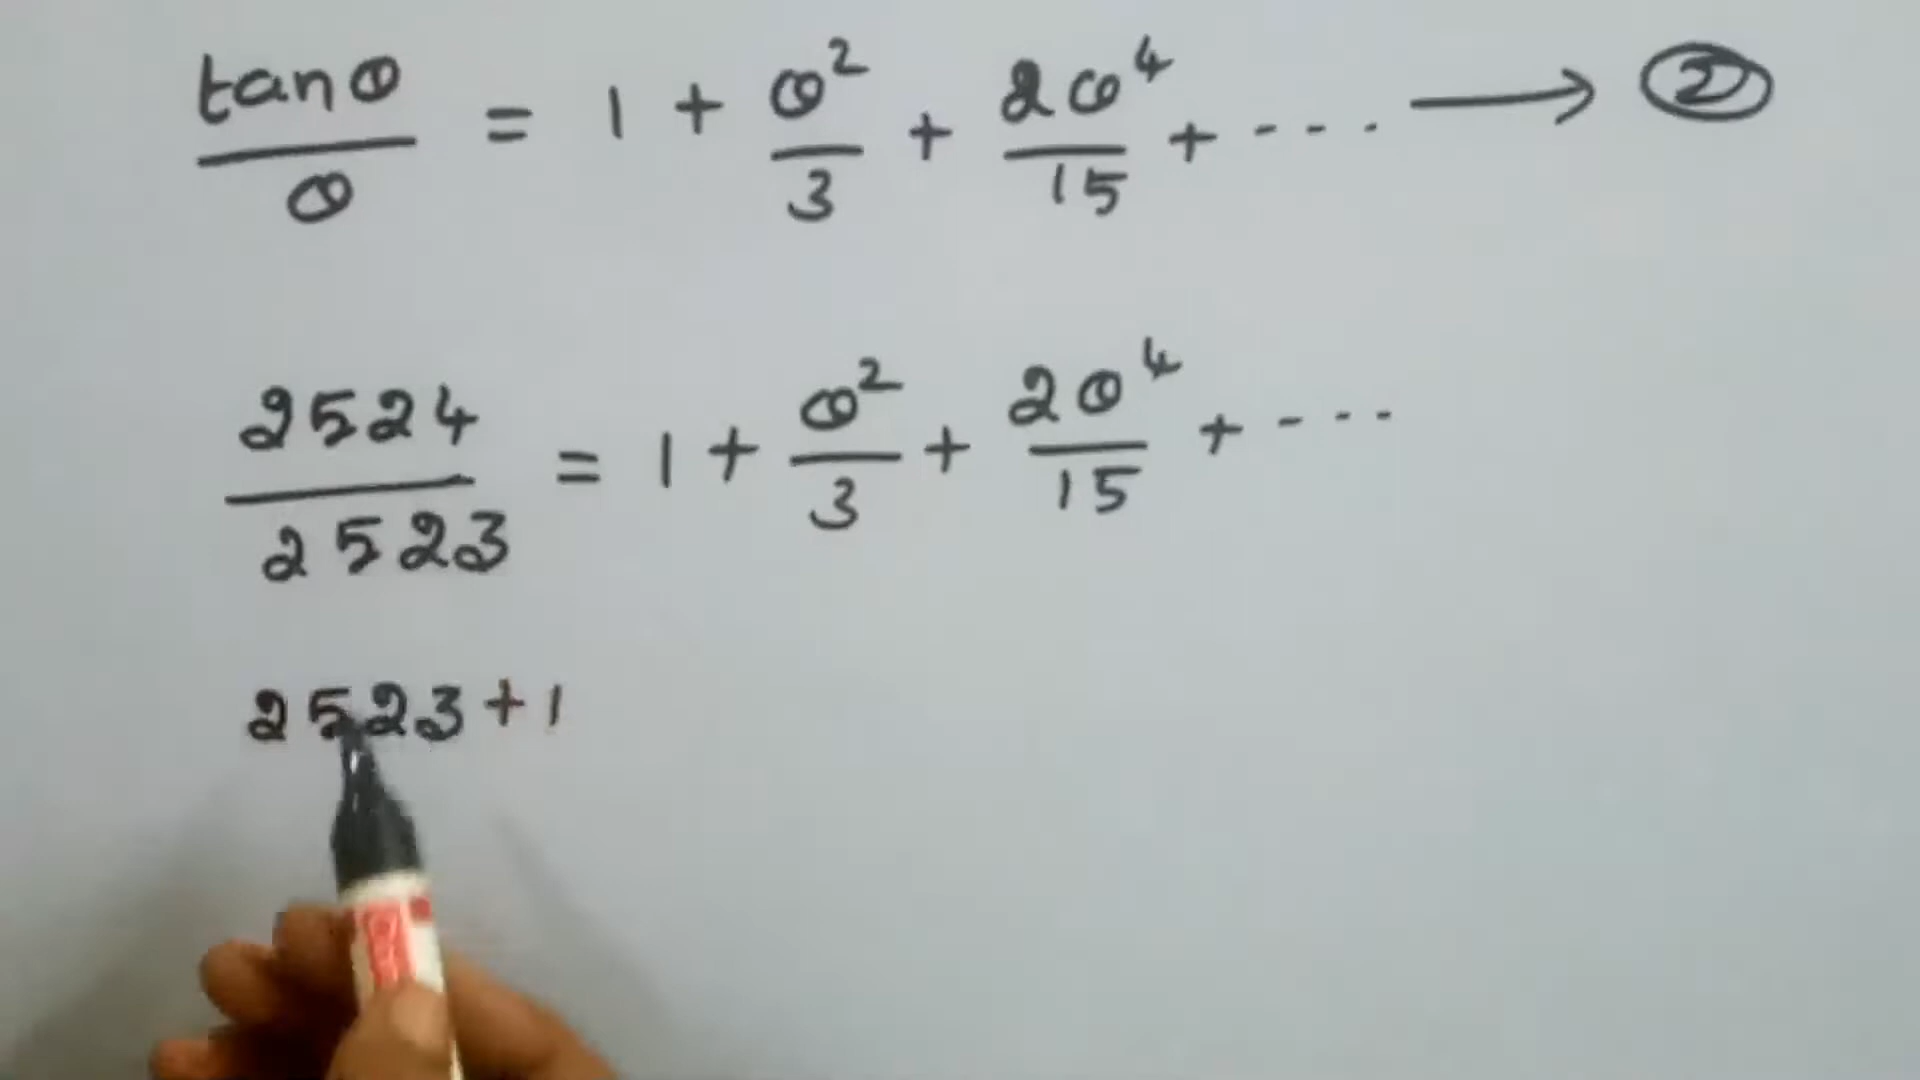 tanθ/θ = 1 + θ²/3 + 2θ⁴/15 + ---- → ②
2524/2523 = 1 + θ²/3 + 2θ⁴/15 + ----
2523 + 1